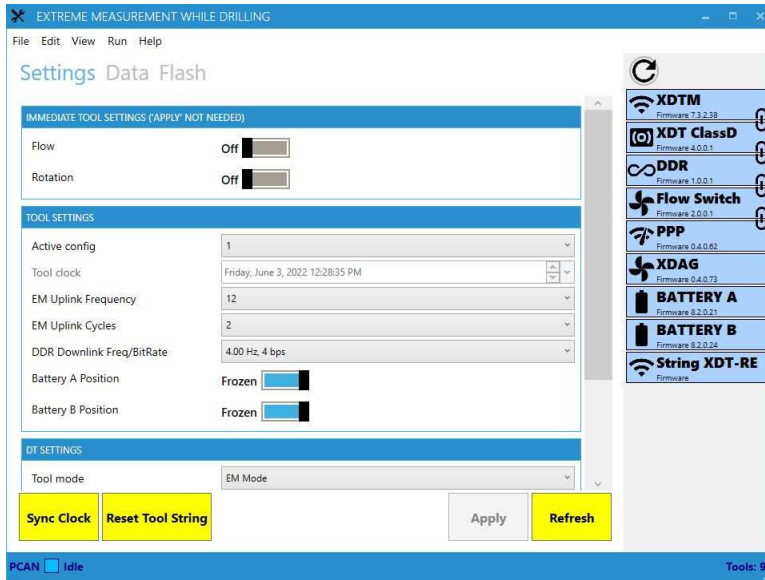 EXTREME MEASUREMENT WHILE DRILLING
File Edit View Run Help
Settings Data Flash
IMMEDIATE TOOL SETTINGS ('APPLY' NOT NEEDED)
Flow Off
Rotation Off
TOOL SETTINGS
Active config 1
Tool clock Friday, June 3, 2022 12:28:35 PM
EM Uplink Frequency 12
EM Uplink Cycles 2
DDR Downlink Freq/BitRate 4.00 Hz, 4 bps
Battery A Position Frozen
Battery B Position Frozen
DT SETTINGS
Tool mode EM Mode
Sync Clock Reset Tool String Apply Refresh
XDTM
Firmware 7.3.2.38
XDT ClassD
Firmware 4.0.0.1
DDR
Firmware 1.0.0.1
Flow Switch
Firmware 2.0.0.1
PPP
Firmware 0.4.0.62
XDAG
Firmware 0.4.0.73
BATTERY A
Firmware 8.2.0.21
BATTERY B
Firmware 8.2.0.24
String XDT-RE
Firmware
PCAN Idle Tools: 9